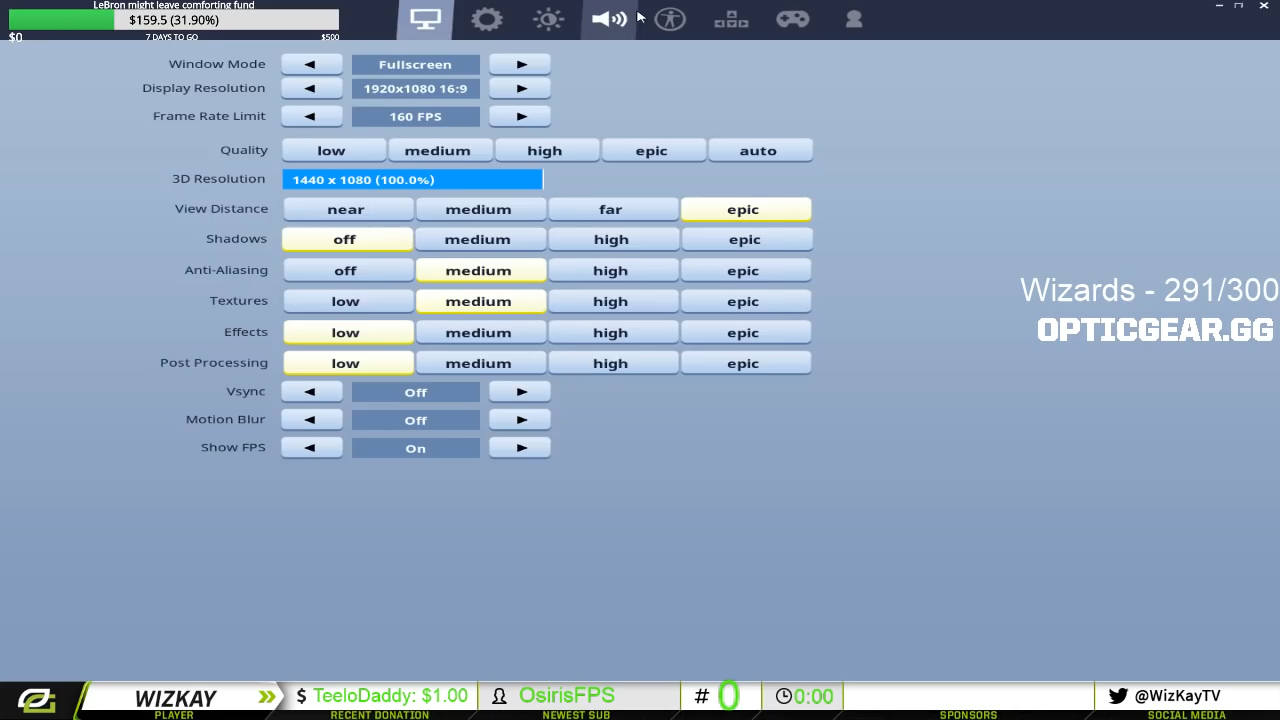 LeBron might leave comforting fund
$159.5 (31.90%)
$0
7 DAYS TO GO
$500
Window Mode
Fullscreen
Display Resolution
1920x1080 16:9
Frame Rate Limit
160 FPS
Quality
low
medium
high
epic
auto
3D Resolution
1440 x 1080 (100.0%)
View Distance
near
medium
far
epic
Shadows
off
medium
high
epic
Anti-Aliasing
off
medium
high
epic
Textures
low
medium
high
epic
Effects
low
medium
high
epic
Post Processing
low
medium
high
epic
Vsync
Off
Motion Blur
Off
Show FPS
On
Wizards - 291/300
OPTICGEAR.GG
WIZKAY
PLAYER
$ TeeloDaddy: $1.00
RECENT DONATION
OsirisFPS
NEWEST SUB
# 0
0:00
SPONSORS
@WizKayTV
SOCIAL MEDIA